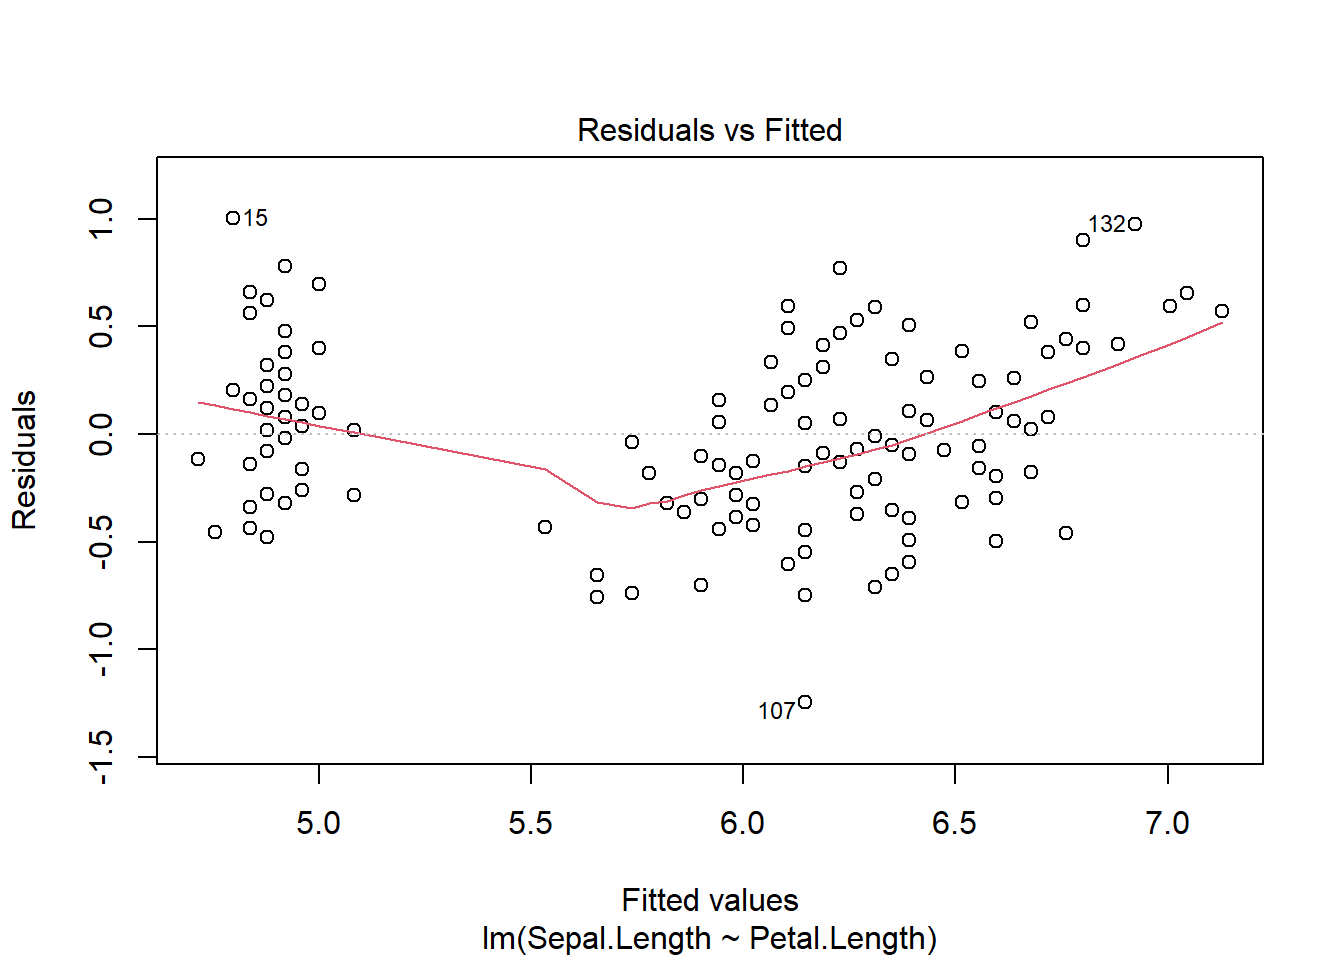 Residuals vs Fitted
Residuals
1.0
0.5
0.0
-0.5
-1.0
-1.5
15
132
107
5.0 5.5 6.0 6.5 7.0
Fitted values
lm(Sepal.Length ~ Petal.Length)